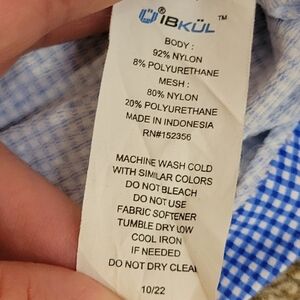 iBKÜL™
BODY :
92% NYLON
8% POLYURETHANE
MESH :
80% NYLON
20% POLYURETHANE
MADE IN INDONESIA
RN#152356
MACHINE WASH COLD
WITH SIMILAR COLORS
DO NOT BLEACH
DO NOT USE
FABRIC SOFTENER
TUMBLE DRY LOW
COOL IRON
IF NEEDED
DO NOT DRY CLEA
10/22